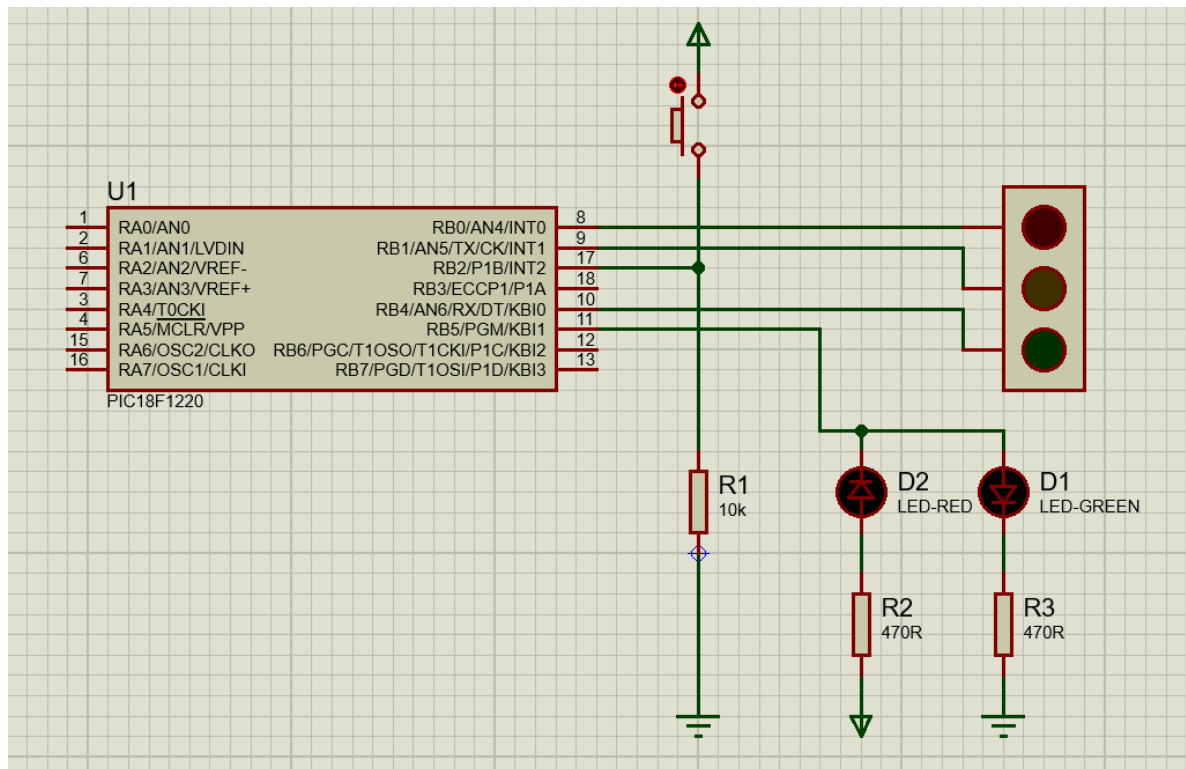 U1
1 RA0/AN0 RB0/AN4/INT0 8
2 RA1/AN1/LVDIN RB1/AN5/TX/CK/INT1 9
6 RA2/AN2/VREF- RB2/P1B/INT2 17
7 RA3/AN3/VREF+ RB3/ECCP1/P1A 18
3 RA4/T0CKI RB4/AN6/RX/DT/KBI0 10
4 RA5/MCLR/VPP RB5/PGM/KBI1 11
15 RA6/OSC2/CLKO RB6/PGC/T1OSO/T1CKI/P1C/KBI2 12
16 RA7/OSC1/CLKI RB7/PGD/T1OSI/P1D/KBI3 13
PIC18F1220
R1
10k
D2
LED-RED
D1
LED-GREEN
R2
470R
R3
470R